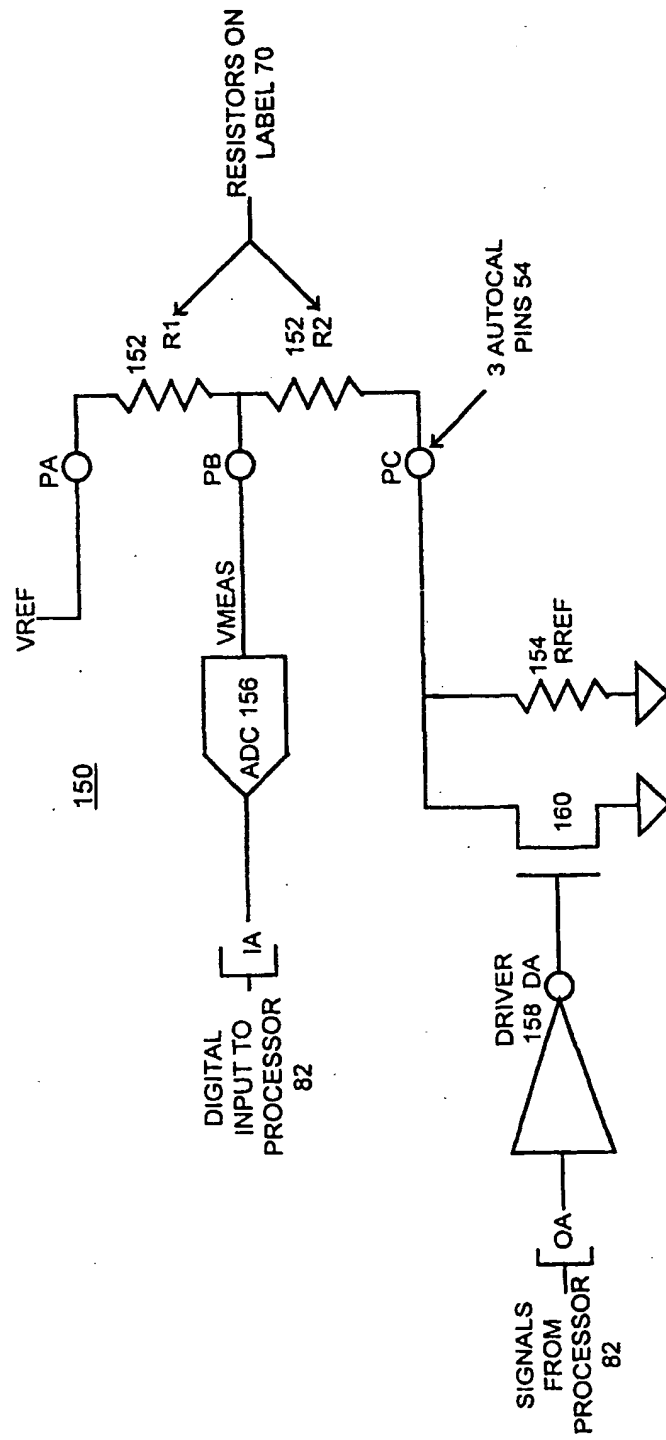 VREF
PA
152
R1
RESISTORS ON
LABEL 70
150
DIGITAL
INPUT TO
PROCESSOR
82
IA
ADC 156
VMEAS
PB
152
R2
3 AUTOCAL
PINS 54
PC
SIGNALS
FROM
PROCESSOR
82
OA
DRIVER
158 DA
160
154
RREF